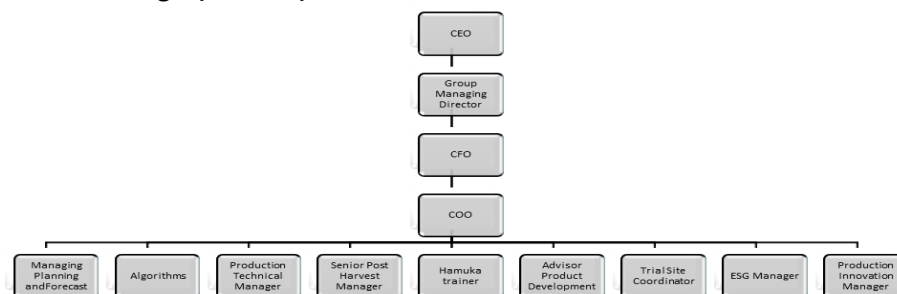 CEO
Group
Managing
Director
CFO
COO
Managing
Planning
andForecast
Algorithms
Production
Technical
Manager
Senior Post
Harvest
Manager
Hamuka
trainer
Advisor
Product
Development
Trial Site
Coordinator
ESG Manager
Production
Innovation
Manager